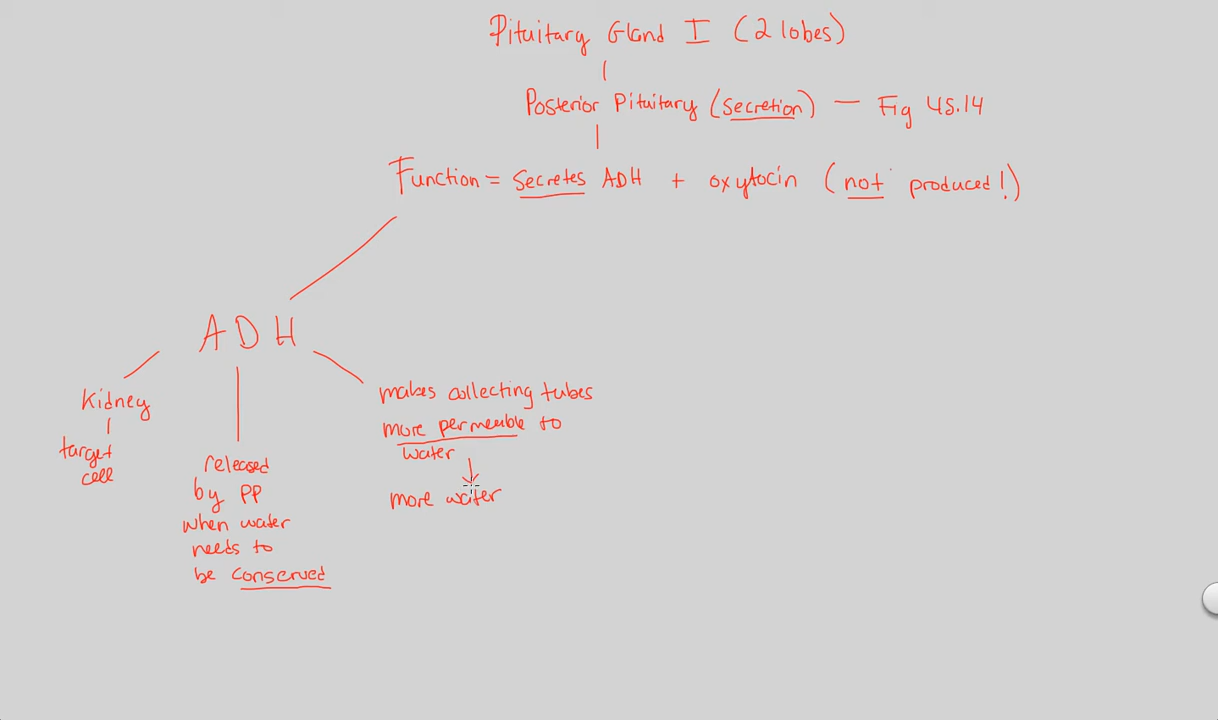 Pituitary Gland I (2 lobes)
Posterior Pituitary (secretion) — Fig 45.14
Function = Secretes ADH + oxytocin (not produced!)
ADH
Kidney
target
cell
released
by PP
when water
needs to
be conserved
makes collecting tubes
more permeable to
water
more water